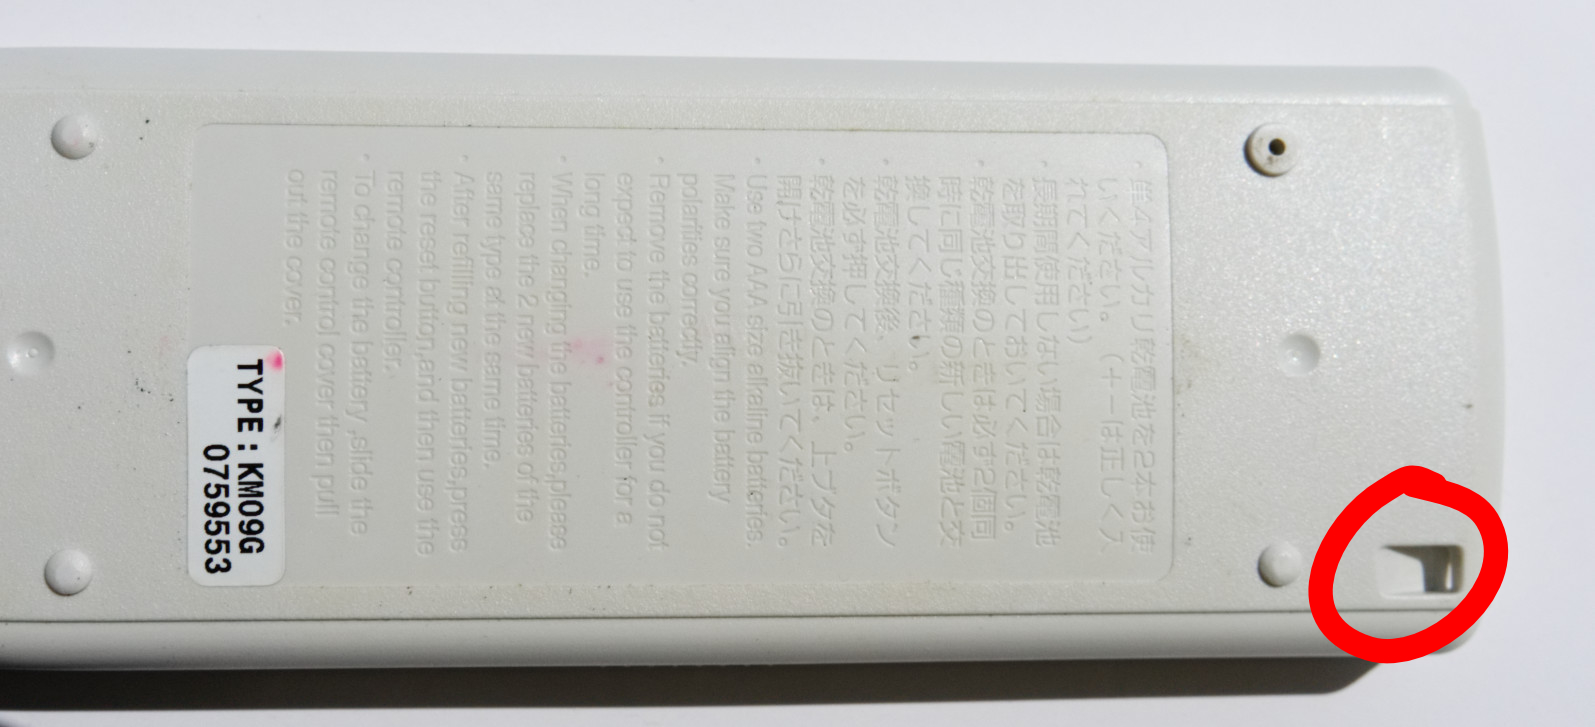 ・単4アルカリ乾電池を2本お使
いください。（＋－は正しく入
れてください）
・長期間使用しない場合は乾電池
を取り出しておいてください。
・乾電池交換のときは必ず2個同
時に同じ種類の新しい電池と交
換してください。
・乾電池交換後、リセットボタン
を必ず押してください。
・乾電池交換のときは、上ブタを
開けさらに引き抜いてください。
・Use two AAA size alkaline batteries.
Make sure you align the battery
polarities correctly.
・Remove the batteries if you do not
expect to use the controller for a
long time.
・When changing the batteries,please
replace the 2 new batteries of the
same type at the same time.
・After refilling new batteries,press
the reset button,and then use the
remote controller.
・To change the battery ,slide the
remote control cover then pull
out the cover.
TYPE:KM09G
0759553